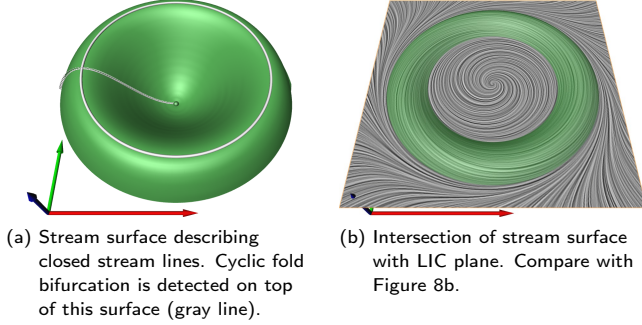 (a) Stream surface describing
closed stream lines. Cyclic fold
bifurcation is detected on top
of this surface (gray line).
(b) Intersection of stream surface
with LIC plane. Compare with
Figure 8b.